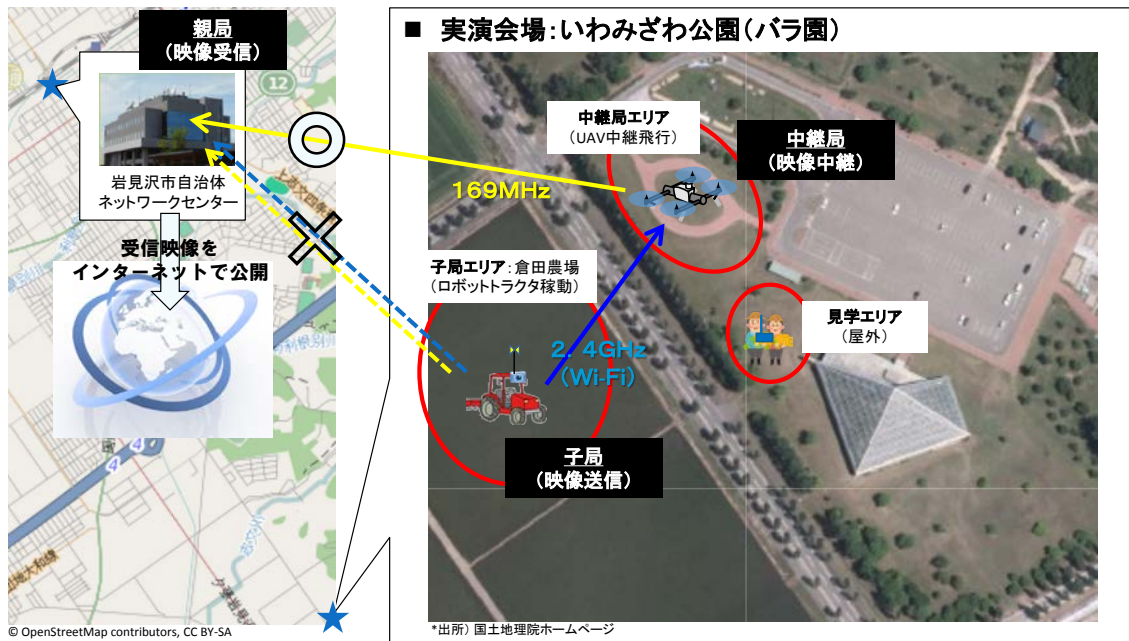 親局
(映像受信)
12
岩見沢市自治体
ネットワークセンター
受信映像を
インターネットで公開
4
4
© OpenStreetMap contributors, CC BY-SA
■ 実演会場:いわみざわ公園(バラ園)
中継局エリア
(UAV中継飛行)
中継局
(映像中継)
169MHz
子局エリア:倉田農場
(ロボットトラクタ稼動)
見学エリア
(屋外)
2.4GHz
(Wi-Fi)
子局
(映像送信)
*出所)国土地理院ホームページ